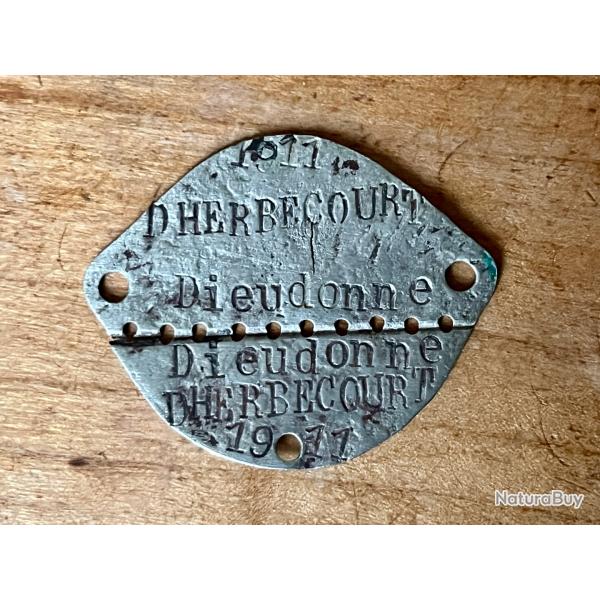 1911
DHERBECOURT
Dieudonne
Dieudonne
DHERBECOURT
1911
NaturaBuy